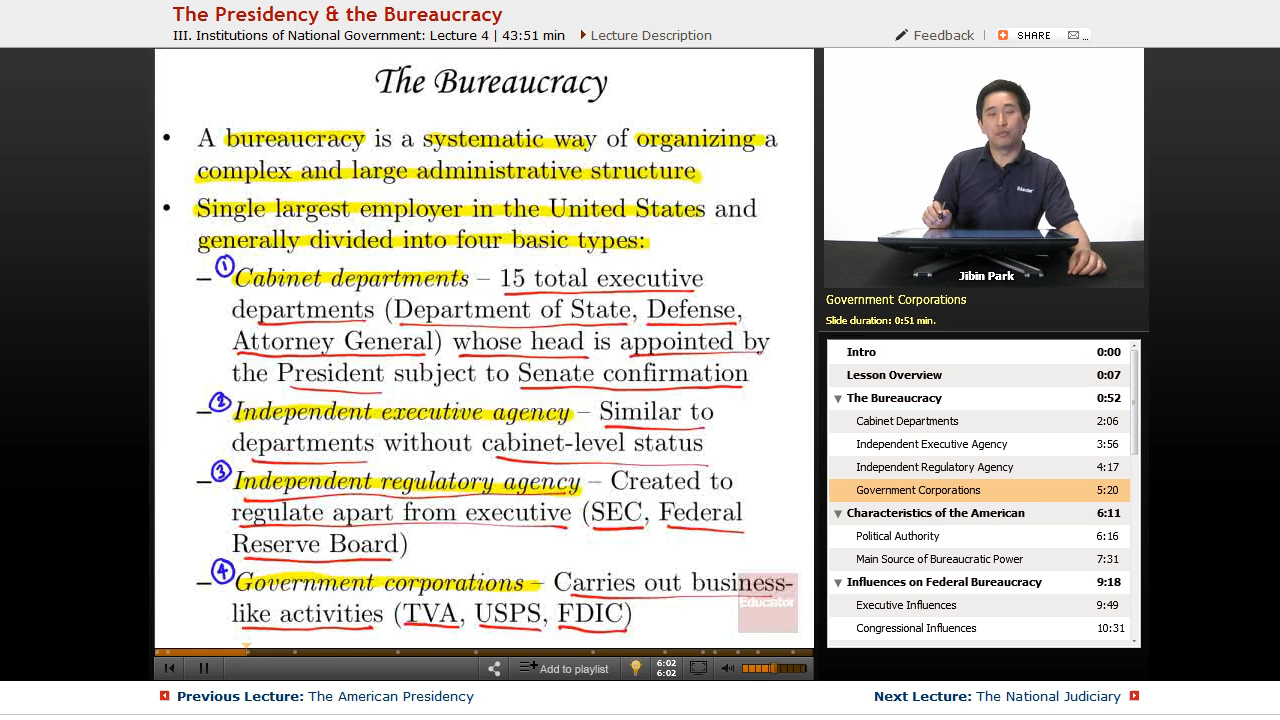 The Presidency & the Bureaucracy
III. Institutions of National Government: Lecture 4 | 43:51 min
Lecture Description
Feedback
SHARE
The Bureaucracy
• A bureaucracy is a systematic way of organizing a
complex and large administrative structure
• Single largest employer in the United States and
generally divided into four basic types:
1
– Cabinet departments – 15 total executive
departments (Department of State, Defense,
Attorney General) whose head is appointed by
the President subject to Senate confirmation
2
– Independent executive agency – Similar to
departments without cabinet-level status
3
– Independent regulatory agency – Created to
regulate apart from executive (SEC, Federal
Reserve Board)
4
– Government corporations – Carries out business-
like activities (TVA, USPS, FDIC)
Educator
Educator
Jibin Park
Government Corporations
Slide duration: 0:51 min.
Intro 0:00
Lesson Overview 0:07
The Bureaucracy 0:52
Cabinet Departments 2:06
Independent Executive Agency 3:56
Independent Regulatory Agency 4:17
Government Corporations 5:20
Characteristics of the American 6:11
Political Authority 6:16
Main Source of Bureaucratic Power 7:31
Influences on Federal Bureaucracy 9:18
Executive Influences 9:49
Congressional Influences 10:31
Add to playlist
6:02
6:02
Previous Lecture: The American Presidency
Next Lecture: The National Judiciary